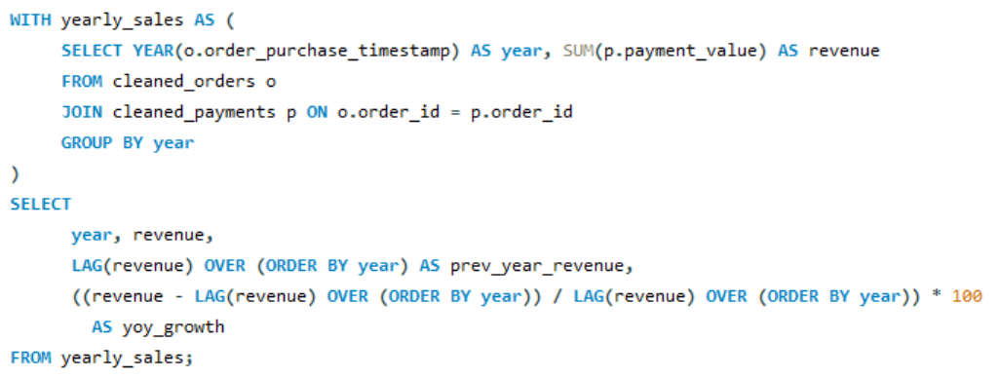 WITH yearly_sales AS (
SELECT YEAR(o.order_purchase_timestamp) AS year, SUM(p.payment_value) AS revenue
FROM cleaned_orders o
JOIN cleaned_payments p ON o.order_id = p.order_id
GROUP BY year
)
SELECT
year, revenue,
LAG(revenue) OVER (ORDER BY year) AS prev_year_revenue,
((revenue - LAG(revenue) OVER (ORDER BY year)) / LAG(revenue) OVER (ORDER BY year)) * 100
AS yoy_growth
FROM yearly_sales;